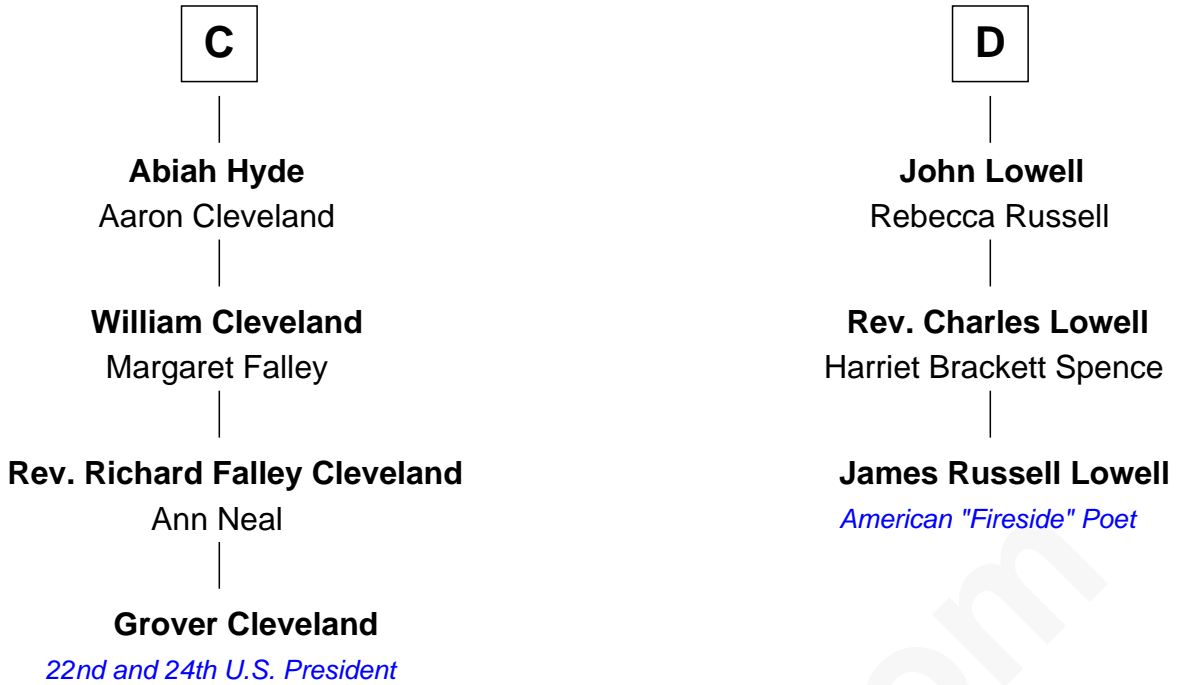 C
Abiah Hyde
Aaron Cleveland
William Cleveland
Margaret Falley
Rev. Richard Falley Cleveland
Ann Neal
Grover Cleveland
22nd and 24th U.S. President
D
John Lowell
Rebecca Russell
Rev. Charles Lowell
Harriet Brackett Spence
James Russell Lowell
American "Fireside" Poet
om